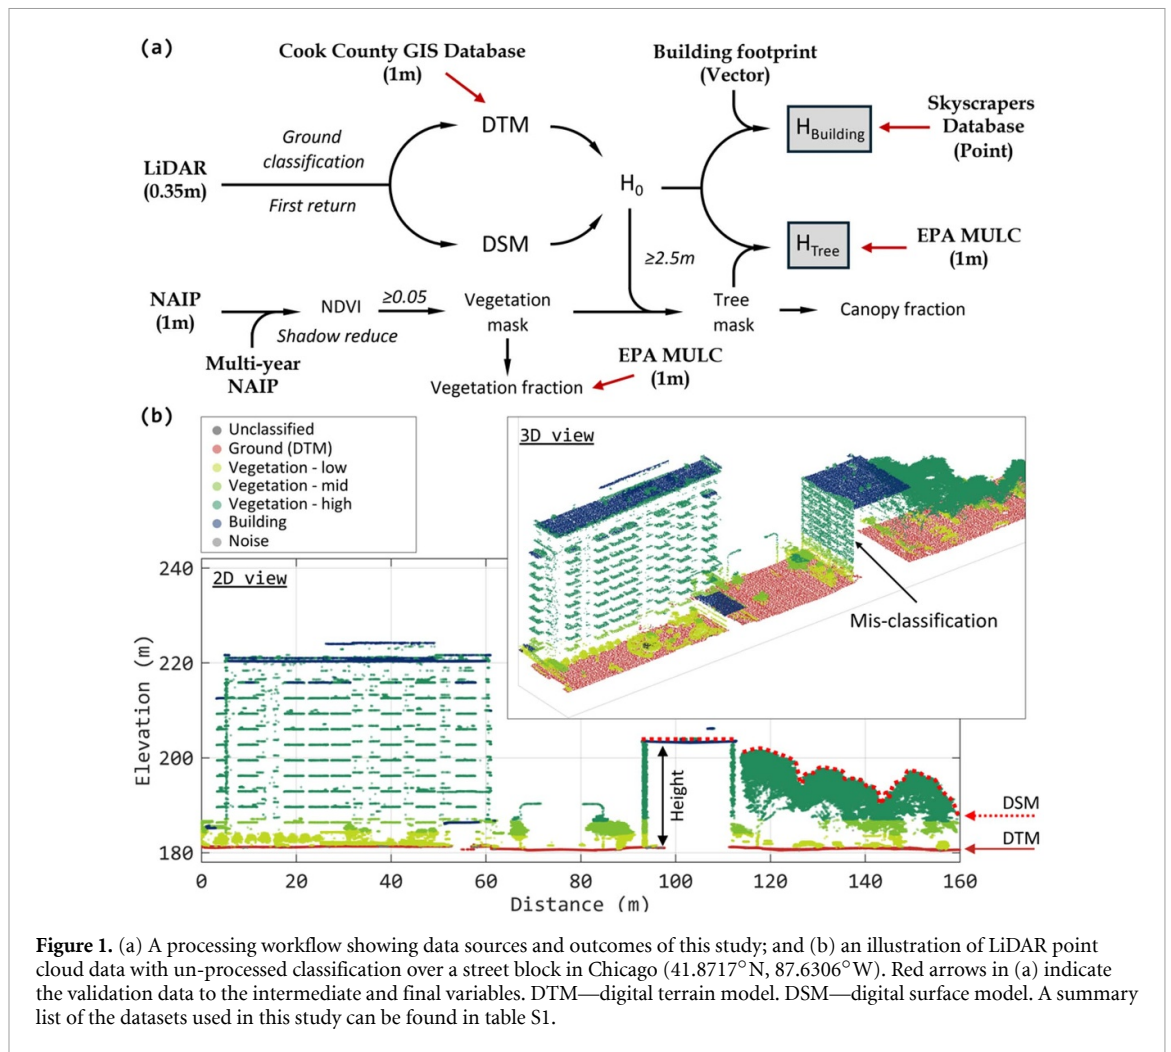 (a)
Cook County GIS Database
(1m)
Building footprint
(Vector)
Skyscrapers
Database
(Point)
DTM
H_Building
Ground
classification
LiDAR
(0.35m)
First return
H_0
DSM
≥2.5m
H_Tree
EPA MULC
(1m)
NAIP
(1m)
NDVI
≥0.05
Shadow reduce
Vegetation
mask
Tree
mask
Canopy fraction
Multi-year
NAIP
EPA MULC
(1m)
Vegetation fraction
(b)
Unclassified
Ground (DTM)
Vegetation - low
Vegetation - mid
Vegetation - high
Building
Noise
3D view
Mis-classification
2D view
240
220
200
180
Elevation (m)
Height
DSM
DTM
0 20 40 60 80 100 120 140 160
Distance (m)
Figure 1. (a) A processing workflow showing data sources and outcomes of this study; and (b) an illustration of LiDAR point
cloud data with un-processed classification over a street block in Chicago (41.8717°N, 87.6306°W). Red arrows in (a) indicate
the validation data to the intermediate and final variables. DTM—digital terrain model. DSM—digital surface model. A summary
list of the datasets used in this study can be found in table S1.